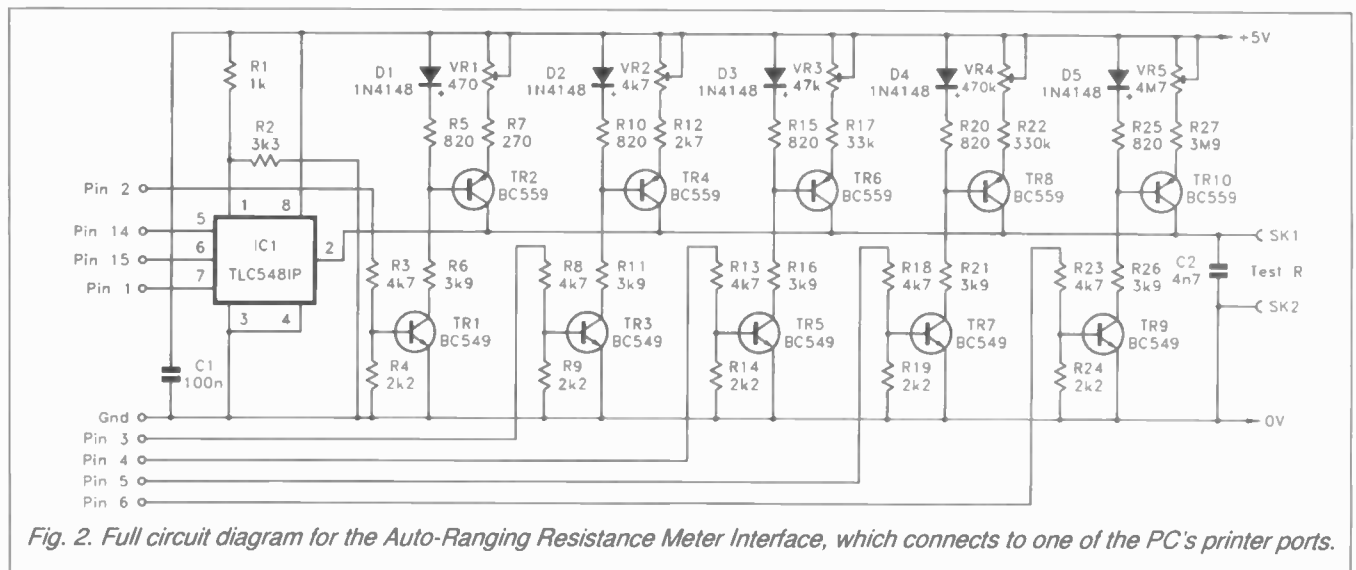 +5V
R1
1k
D1
1N4148
VR1
470
D2
1N4148
VR2
4k7
D3
1N4148
VR3
47k
D4
1N4148
VR4
470k
D5
1N4148
VR5
4M7
+
+
+
+
+
R2
3k3
R5
820
R7
270
R10
820
R12
2k7
R15
820
R17
33k
R20
820
R22
330k
R25
820
R27
3M9
Pin 2
TR2
BC559
TR4
BC559
TR6
BC559
TR8
BC559
TR10
BC559
1
8
Pin 14
5
Pin 15
6
Pin 1
7
IC1
TLC548IP
2
3
4
SK1
C2
4n7
Test R
SK2
R3
4k7
R6
3k9
R8
4k7
R11
3k9
R13
4k7
R16
3k9
R18
4k7
R21
3k9
R23
4k7
R26
3k9
TR1
BC549
TR3
BC549
TR5
BC549
TR7
BC549
TR9
BC549
C1
100n
R4
2k2
R9
2k2
R14
2k2
R19
2k2
R24
2k2
Gnd
0V
Pin 3
Pin 4
Pin 5
Pin 6
Fig. 2. Full circuit diagram for the Auto-Ranging Resistance Meter Interface, which connects to one of the PC's printer ports.